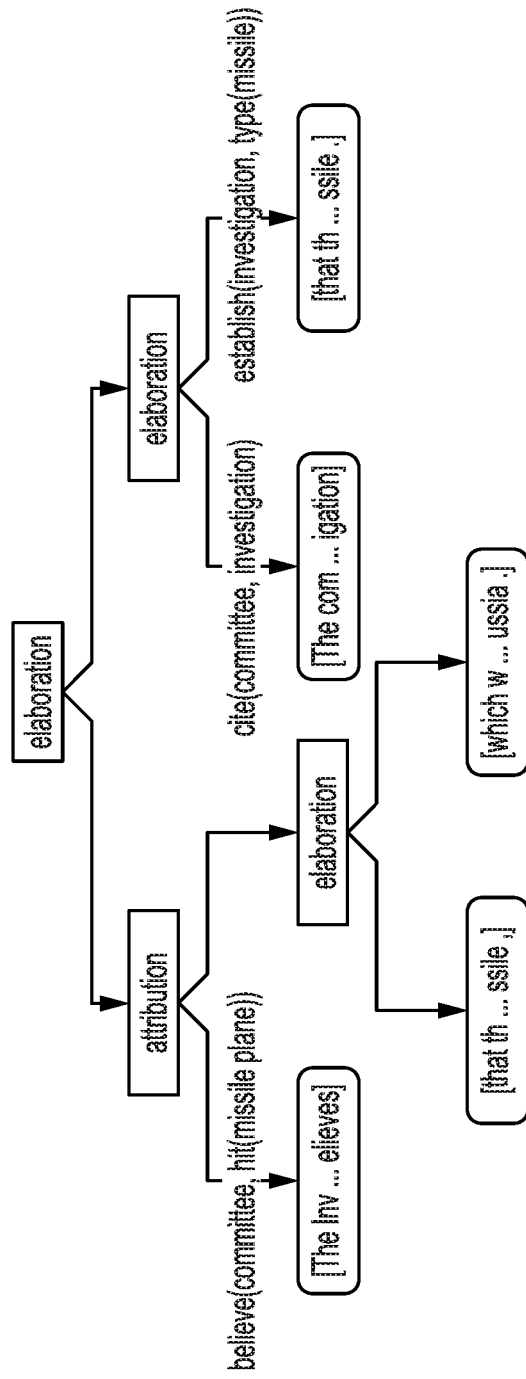 elaboration
attribution
elaboration
believe(committee, hit(missile plane))
cite(committee, investigation)
establish(investigation, type(missile))
[The Inv ... elieves]
elaboration
[The com ... igation]
[that th ... ssile .]
[that th ... ssile ,]
[which w ... ussia .]